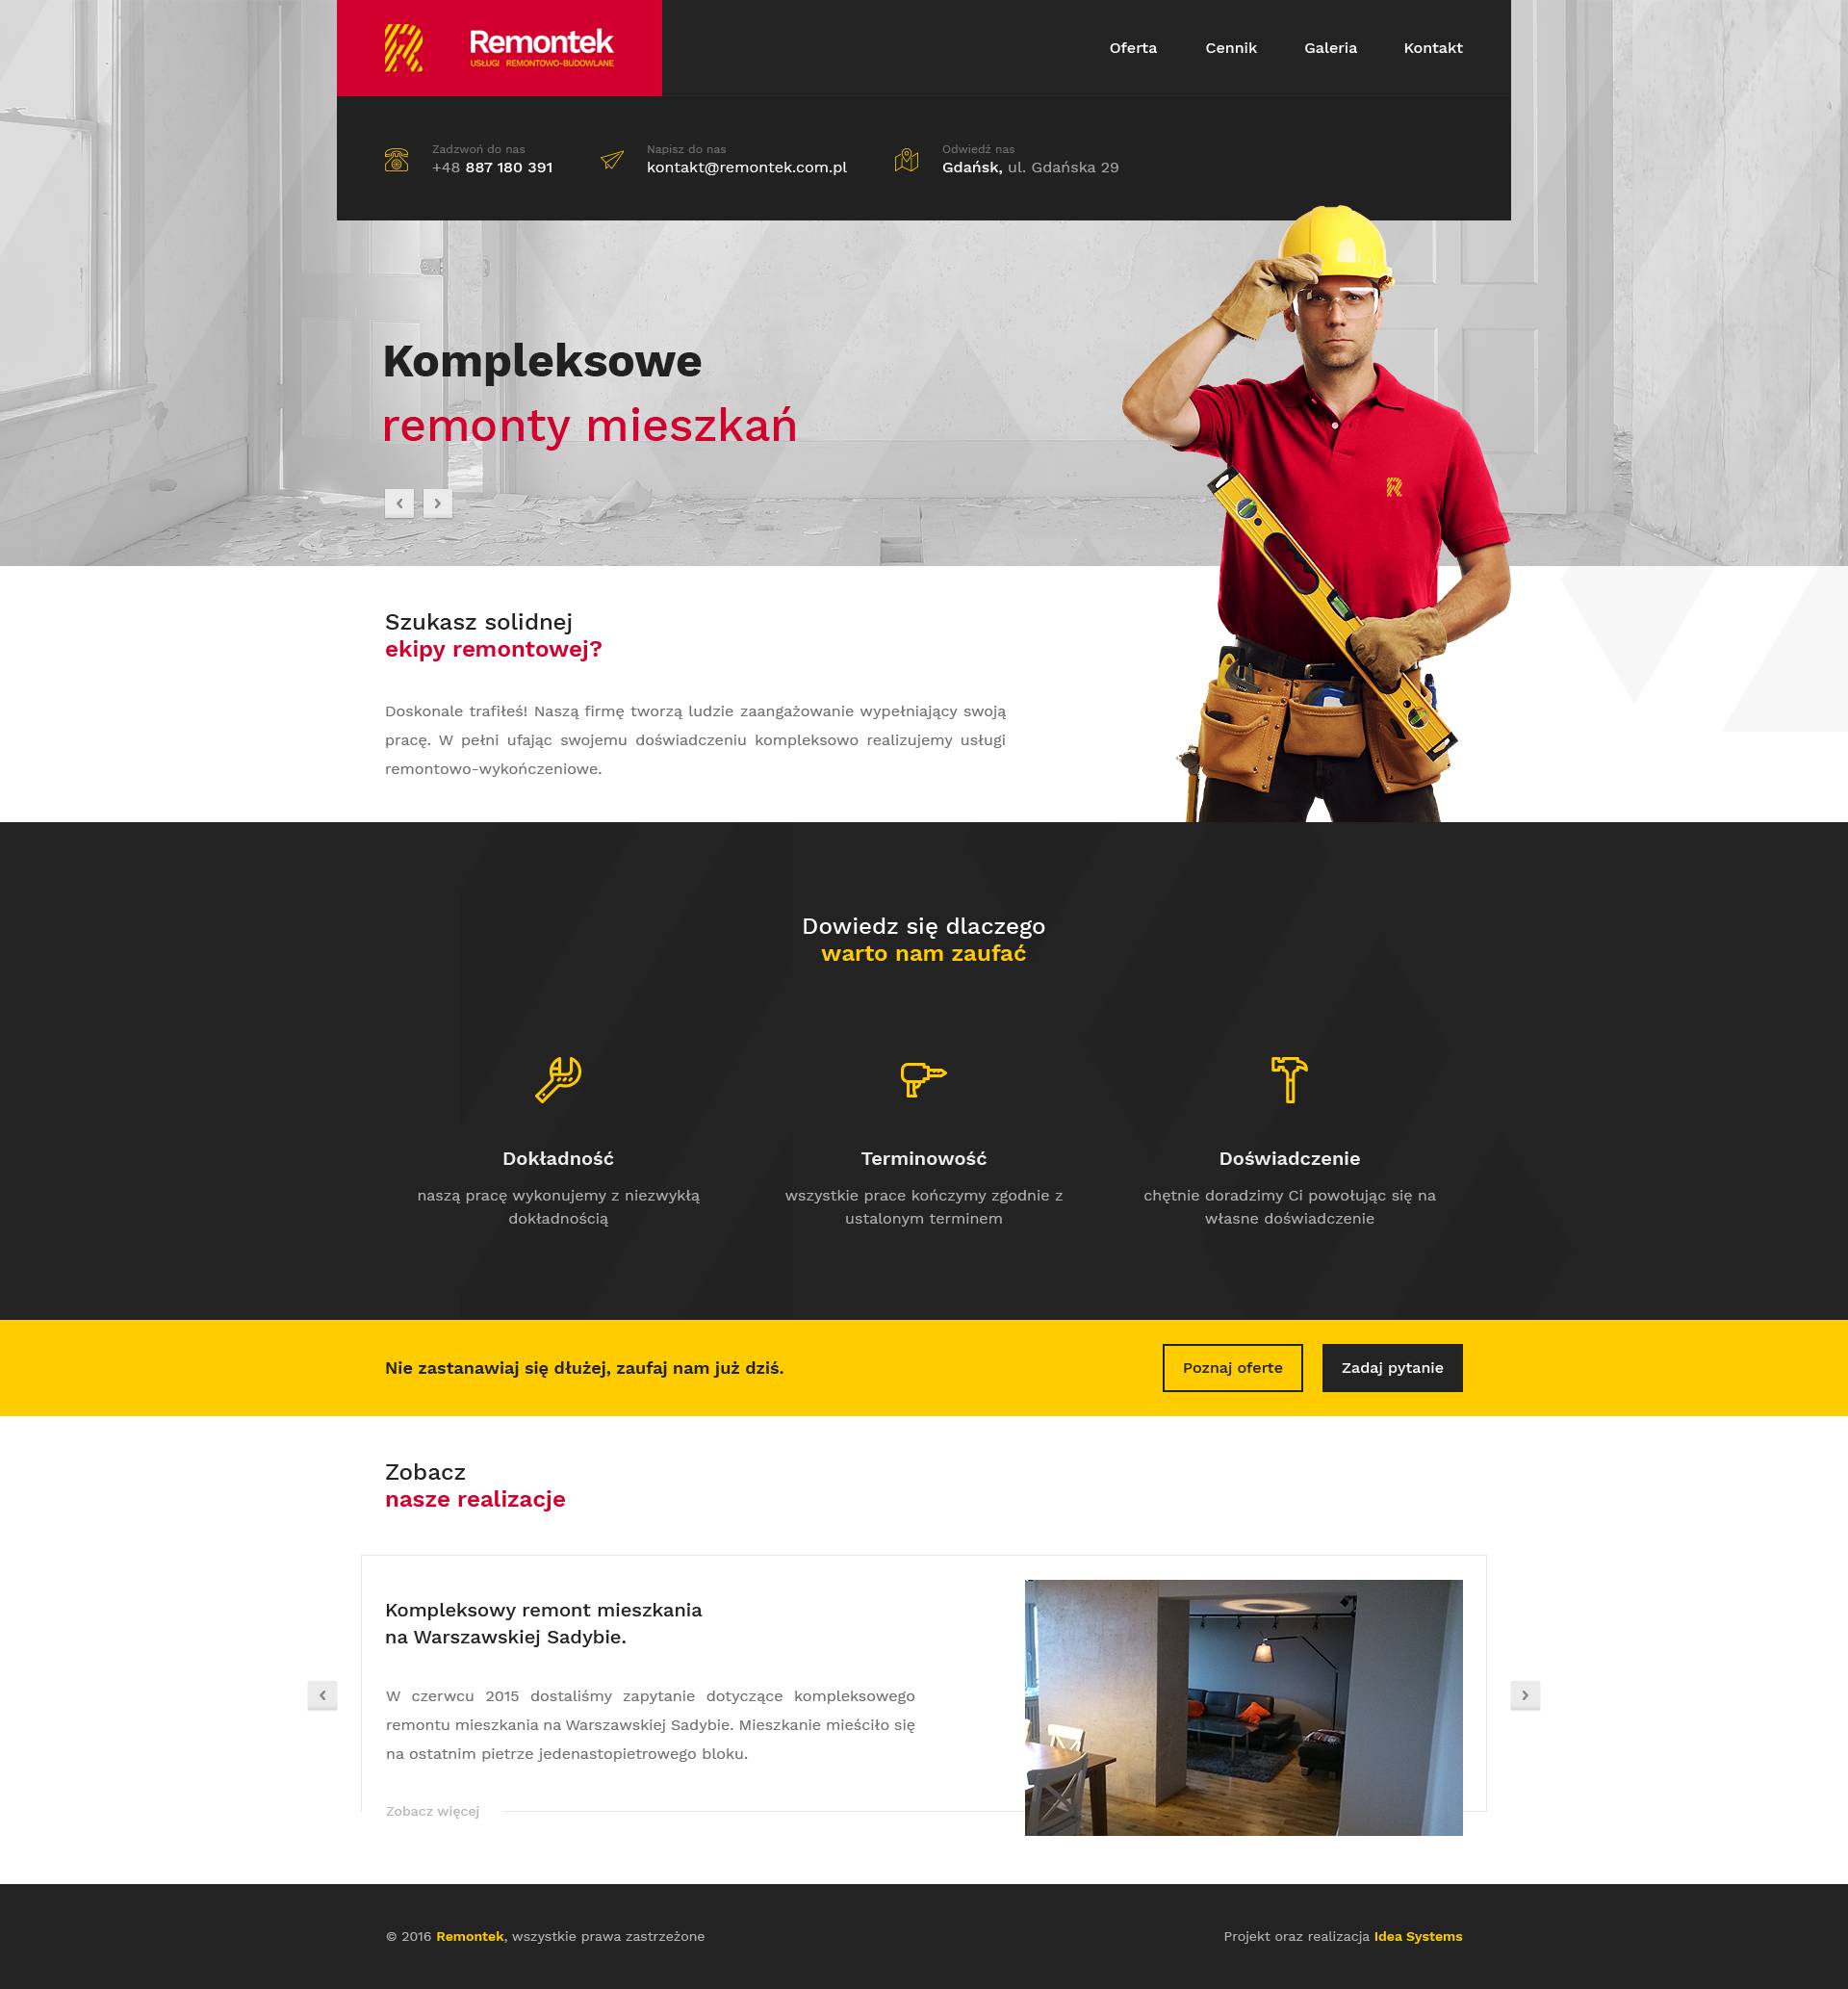 Remontek
USŁUGI REMONTOWO-BUDOWLANE
Oferta
Cennik
Galeria
Kontakt
Zadzwoń do nas
+48 887 180 391
Napisz do nas
kontakt@remontek.com.pl
Odwiedź nas
Gdańsk, ul. Gdańska 29
Kompleksowe
remonty mieszkań
Szukasz solidnej
ekipy remontowej?
Doskonale trafiłeś! Naszą firmę tworzą ludzie zaangażowanie wypełniający swoją
pracę. W pełni ufając swojemu doświadczeniu kompleksowo realizujemy usługi
remontowo-wykończeniowe.
Dowiedz się dlaczego
warto nam zaufać
Dokładność
naszą pracę wykonujemy z niezwykłą
dokładnością
Terminowość
wszystkie prace kończymy zgodnie z
ustalonym terminem
Doświadczenie
chętnie doradzimy Ci powołując się na
własne doświadczenie
Nie zastanawiaj się dłużej, zaufaj nam już dziś.
Poznaj oferte
Zadaj pytanie
Zobacz
nasze realizacje
Kompleksowy remont mieszkania
na Warszawskiej Sadybie.
W czerwcu 2015 dostaliśmy zapytanie dotyczące kompleksowego
remontu mieszkania na Warszawskiej Sadybie. Mieszkanie mieściło się
na ostatnim pietrze jedenastopietrowego bloku.
Zobacz więcej
© 2016 Remontek, wszystkie prawa zastrzeżone
Projekt oraz realizacja Idea Systems